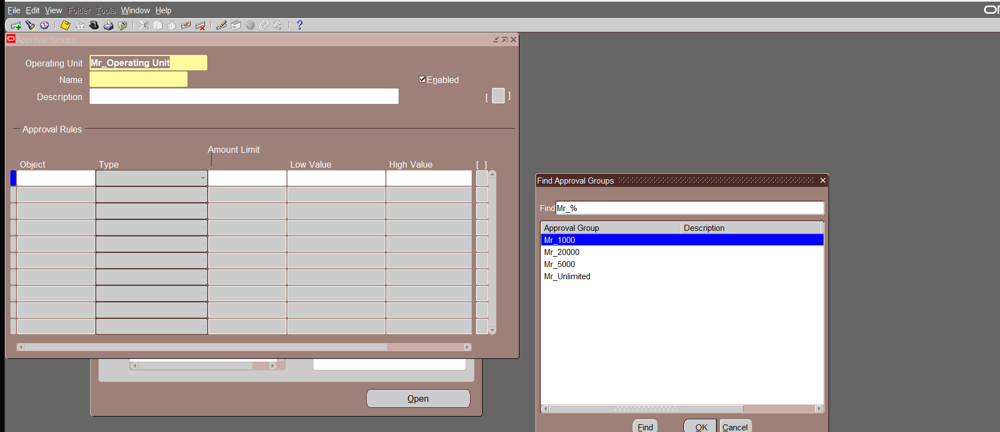 File Edit View Folder Tools Window Help
Approval Groups
Operating Unit Mr_Operating Unit
Name
Enabled
Description
[ ]
Approval Rules
Amount Limit
Object Type Low Value High Value [ ]
Open
Find Approval Groups
Find Mr_%
Approval Group Description
Mr_1000
Mr_20000
Mr_5000
Mr_Unlimited
Find OK Cancel